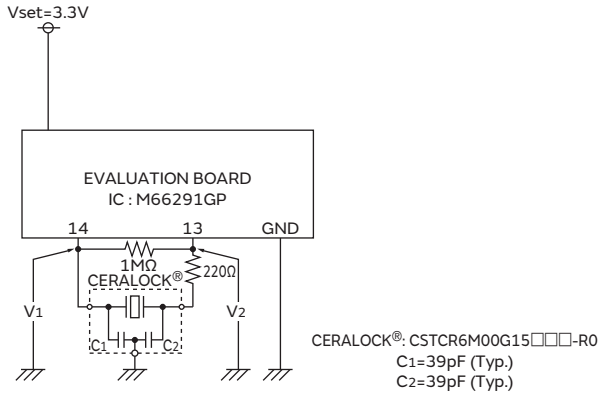 Vset=3.3V
EVALUATION BOARD
IC : M66291GP
14 13 GND
1MΩ
CERALOCK®
220Ω
V1 V2
C1 C2
CERALOCK®: CSTCR6M00G15□□□-R0
C1=39pF (Typ.)
C2=39pF (Typ.)